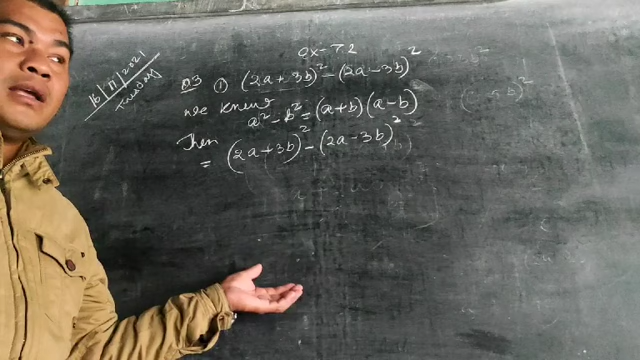 16/11/2021
Tuesday
Ex-7.2
Q3 ① (2a+3b)² - (2a-3b)²
we know
a² - b² = (a+b)(a-b)
Then
= (2a+3b)² - (2a-3b)²